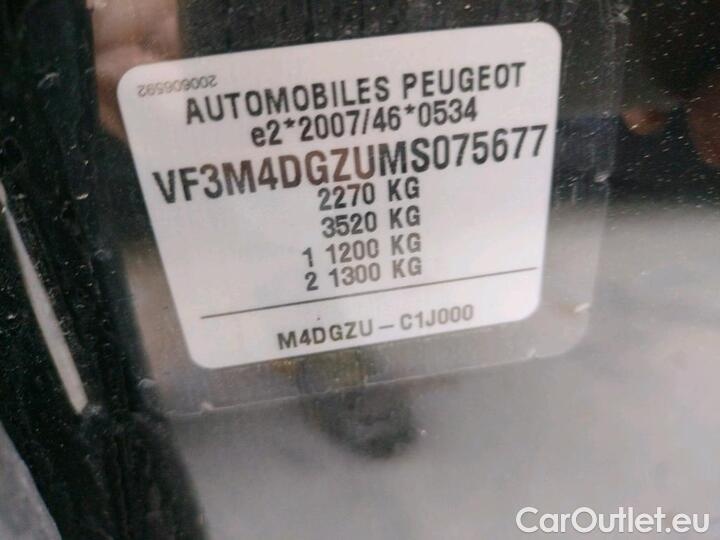 200606592
AUTOMOBILES PEUGEOT
e2*2007/46*0534
VF3M4DGZUMS075677
2270 KG
3520 KG
1 1200 KG
2 1300 KG
M4DGZU – C1J000
CarOutlet.eu